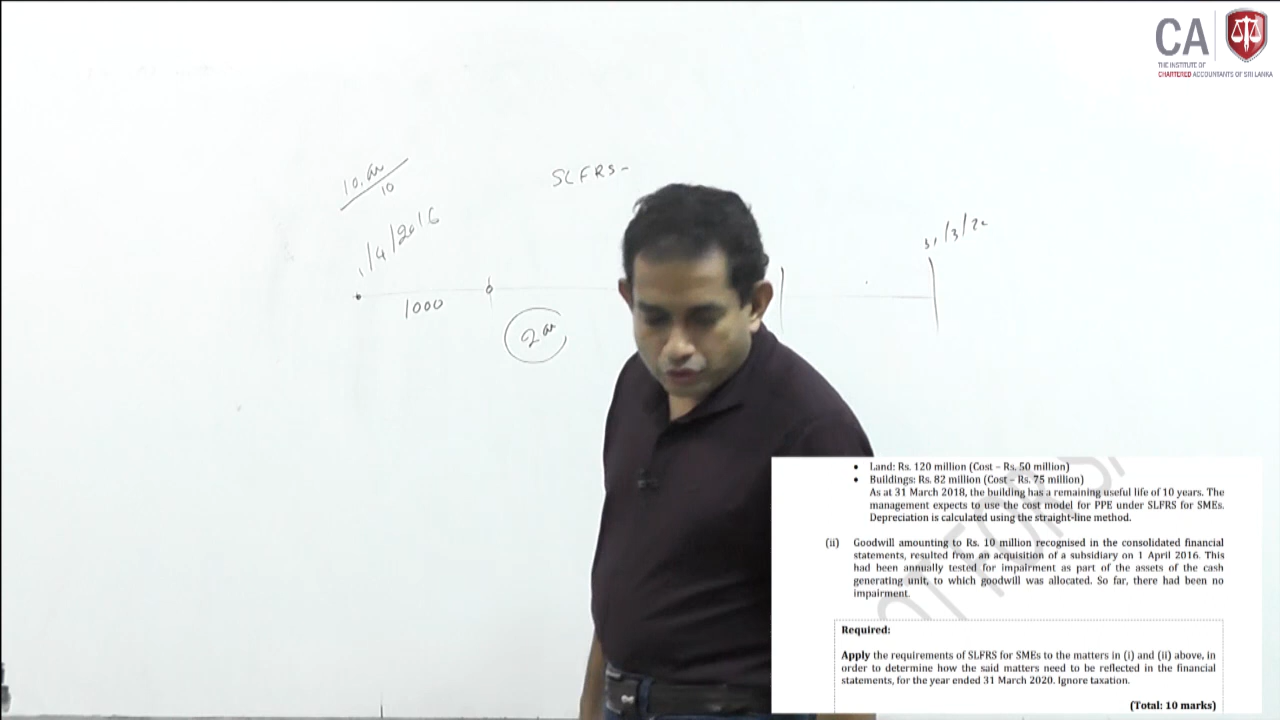 CA
THE INSTITUTE OF
CHARTERED ACCOUNTANTS OF SRI LANKA
10.
10
SLFRS -
1/4/2016
1000
2
• Land: Rs. 120 million (Cost – Rs. 50 million)
• Buildings: Rs. 82 million (Cost – Rs. 75 million)
As at 31 March 2018, the building has a remaining useful life of 10 years. The
management expects to use the cost model for PPE under SLFRS for SMEs.
Depreciation is calculated using the straight-line method.
(ii) Goodwill amounting to Rs. 10 million recognised in the consolidated financial
statements, resulted from an acquisition of a subsidiary on 1 April 2016. This
had been annually tested for impairment as part of the assets of the cash
generating unit, to which goodwill was allocated. So far, there had been no
impairment.
Required:
Apply the requirements of SLFRS for SMEs to the matters in (i) and (ii) above, in
order to determine how the said matters need to be reflected in the financial
statements, for the year ended 31 March 2020. Ignore taxation.
(Total: 10 marks)